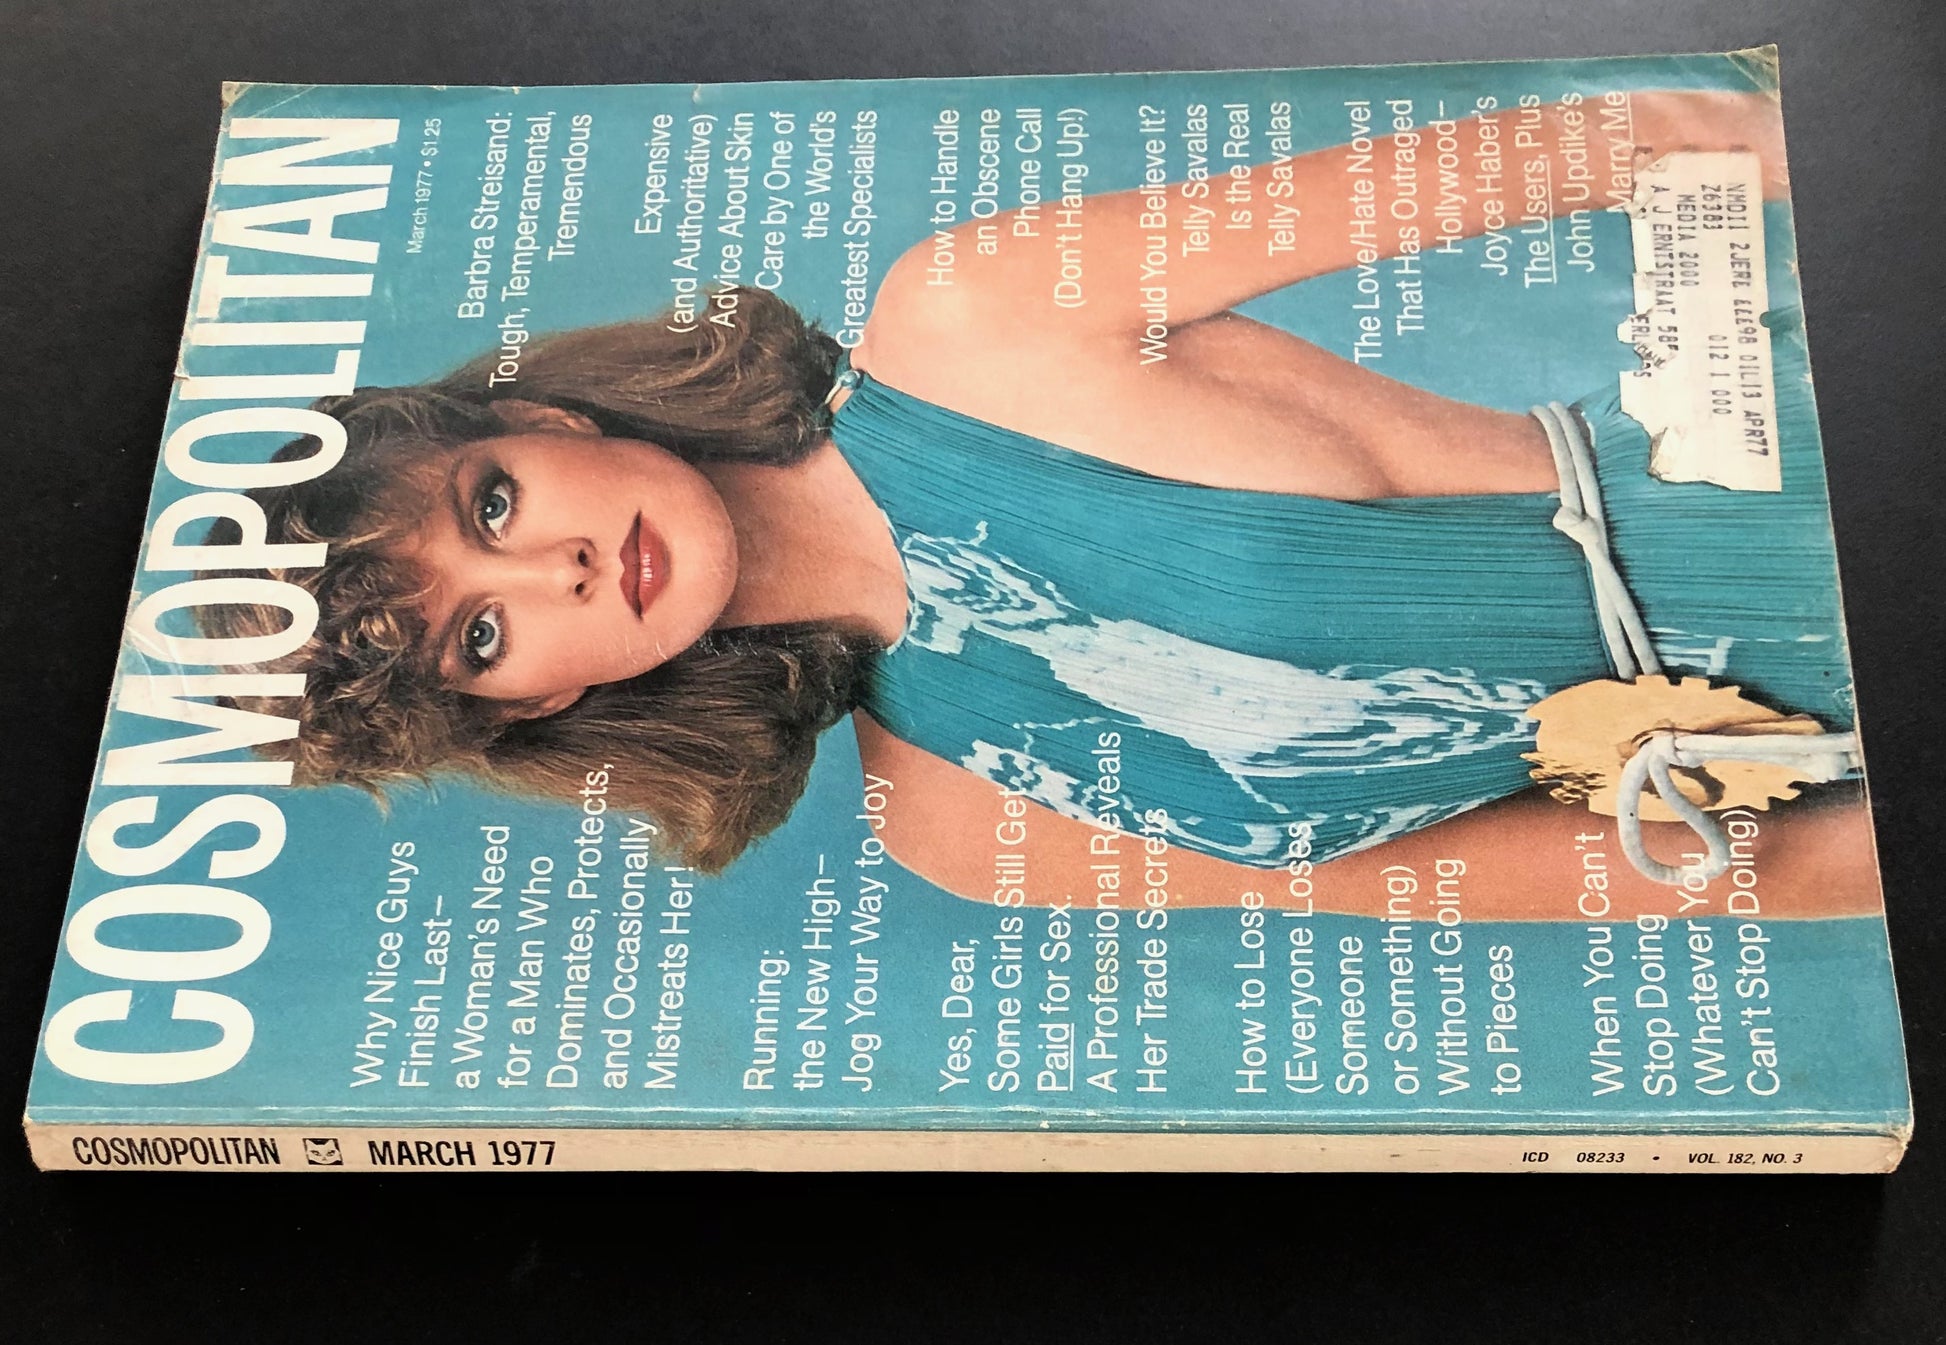 COSMOPOLITAN
March 1977 • $1.25
Why Nice Guys
Finish Last–
a Woman's Need
for a Man Who
Dominates, Protects,
and Occasionally
Mistreats Her!
Running:
the New High–
Jog Your Way to Joy
Yes, Dear,
Some Girls Still Get
Paid for Sex.
A Professional Reveals
Her Trade Secrets
How to Lose
(Everyone Loses
Someone
or Something)
Without Going
to Pieces
When You Can't
Stop Doing
(Whatever You
Can't Stop Doing)
Barbra Streisand:
Tough, Temperamental,
Tremendous
Expensive
(and Authoritative)
Advice About Skin
Care by One of
the World's
Greatest Specialists
How to Handle
an Obscene
Phone Call
(Don't Hang Up!)
Would You Believe It?
Telly Savalas
Is the Real
Telly Savalas
The Love/Hate Novel
That Has Outraged
Hollywood–
Joyce Haber's
The Users, Plus
John Updike's
Marry Me
012 1 000
MEDIA 2000
A J ERNTSTRAAT
COSMOPOLITAN MARCH 1977
ICD 08233 • VOL. 182, NO. 3